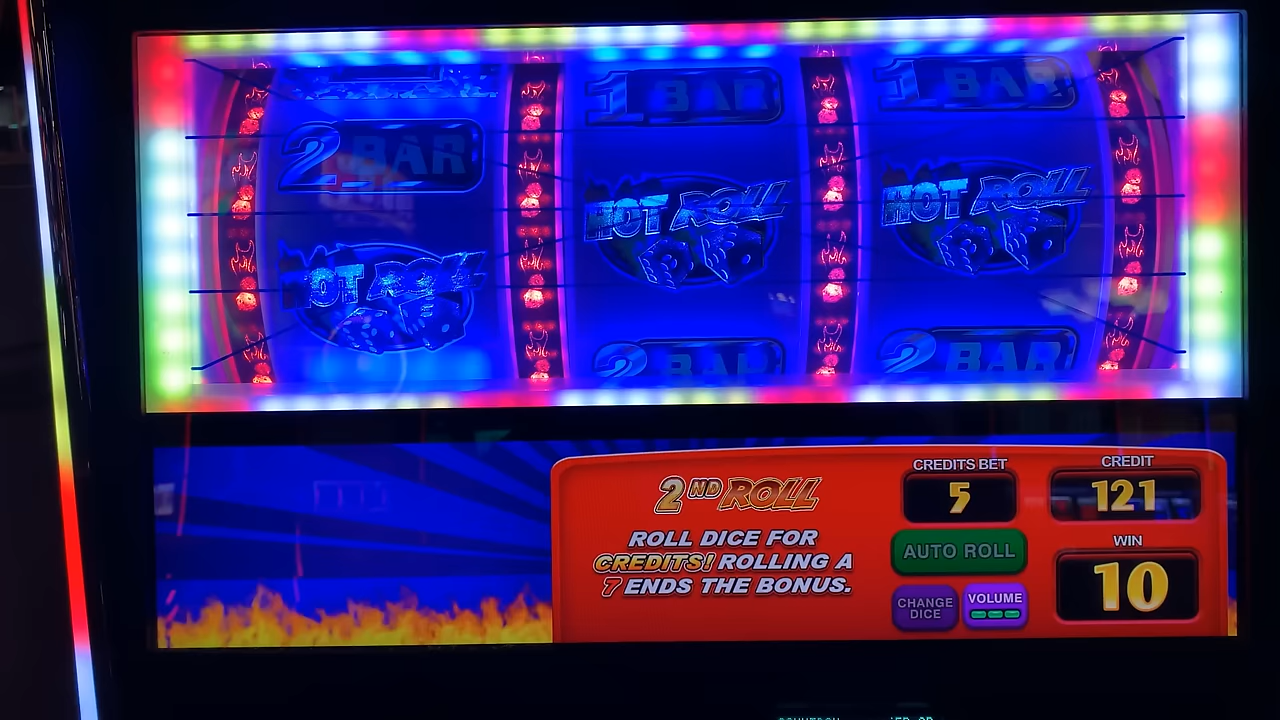 1 BAR
1 BAR
2 BAR
HOT ROLL
HOT ROLL
HOT ROLL
2 BAR
2 BAR
2ND ROLL
ROLL DICE FOR
CREDITS! ROLLING A
7 ENDS THE BONUS.
CREDITS BET
5
AUTO ROLL
CHANGE
DICE
VOLUME
CREDIT
121
WIN
10